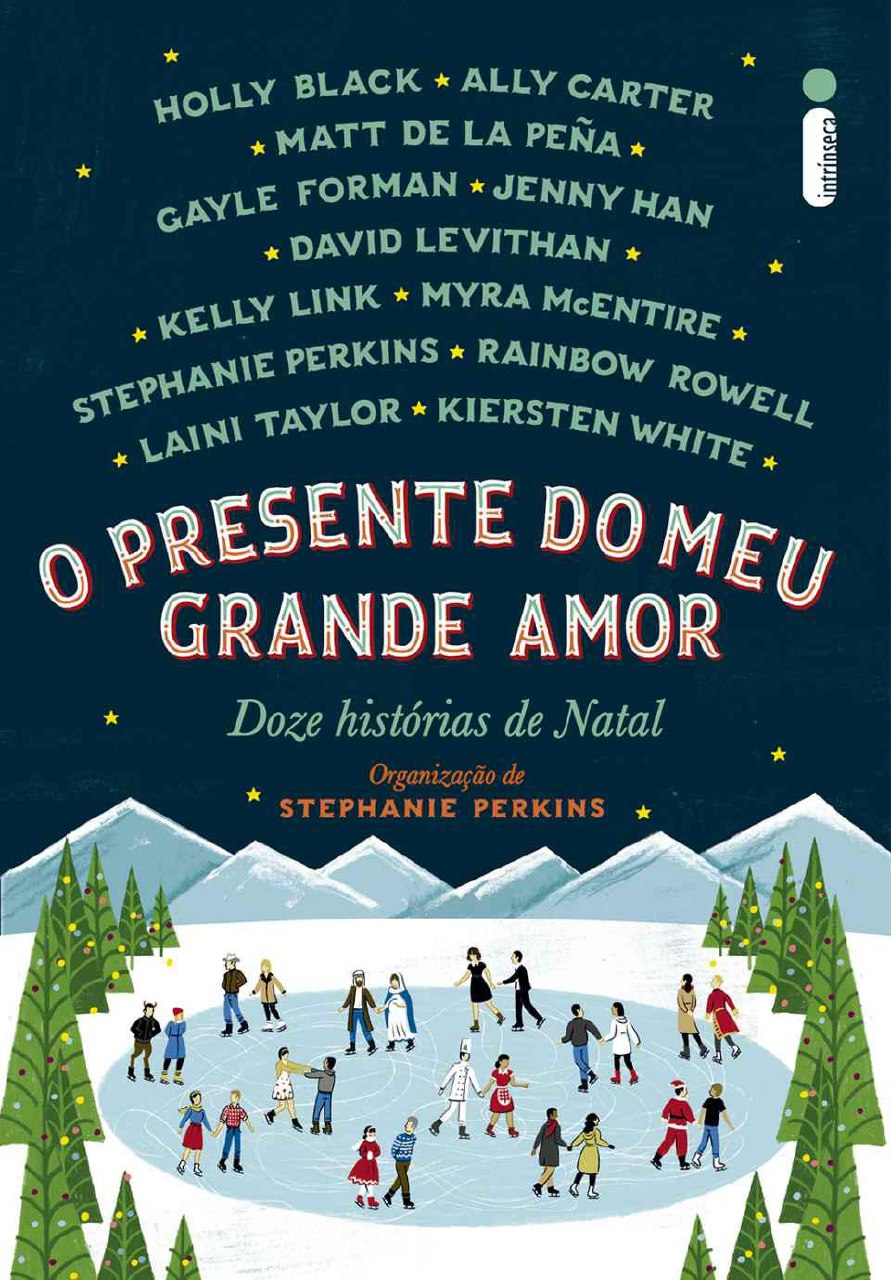 HOLLY BLACK ★ ALLY CARTER
★ MATT DE LA PEÑA ★
GAYLE FORMAN ★ JENNY HAN
★ DAVID LEVITHAN ★
★ KELLY LINK ★ MYRA McENTIRE ★
STEPHANIE PERKINS ★ RAINBOW ROWELL
★ LAINI TAYLOR ★ KIERSTEN WHITE ★
intrínseca
O PRESENTE DO MEU
GRANDE AMOR
Doze histórias de Natal
Organização de
STEPHANIE PERKINS